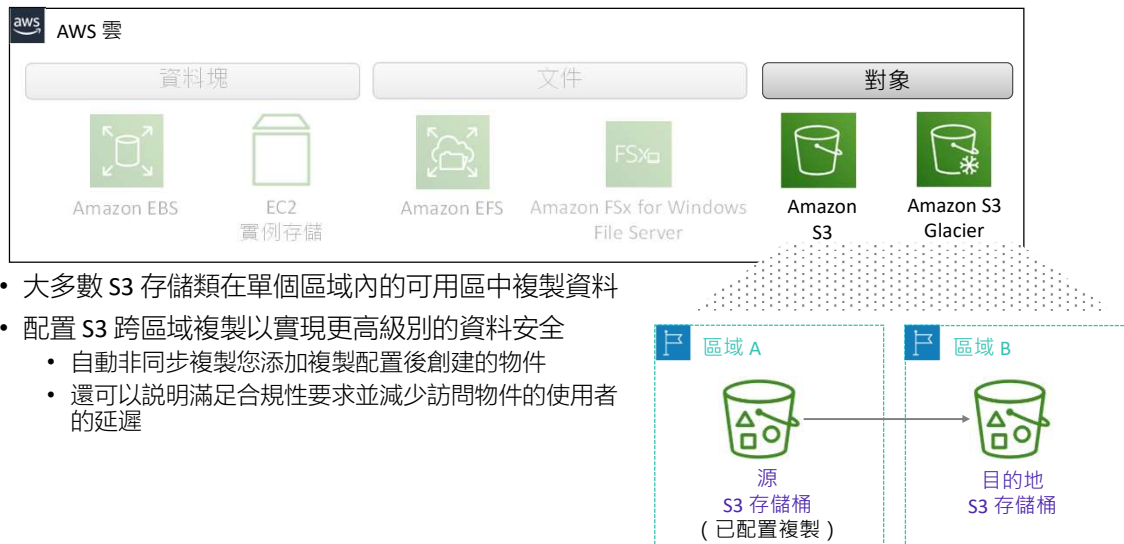 aws
AWS 雲
資料塊
文件
對象
FSx
Amazon EBS
EC2
實例存儲
Amazon EFS
Amazon FSx for Windows
File Server
Amazon
S3
Amazon S3
Glacier
• 大多數 S3 存儲類在單個區域內的可用區中複製資料
• 配置 S3 跨區域複製以實現更高級別的資料安全
• 自動非同步複製您添加複製配置後創建的物件
• 還可以説明滿足合規性要求並減少訪問物件的使用者
的延遲
區域 A
區域 B
源
S3 存儲桶
(已配置複製)
目的地
S3 存儲桶